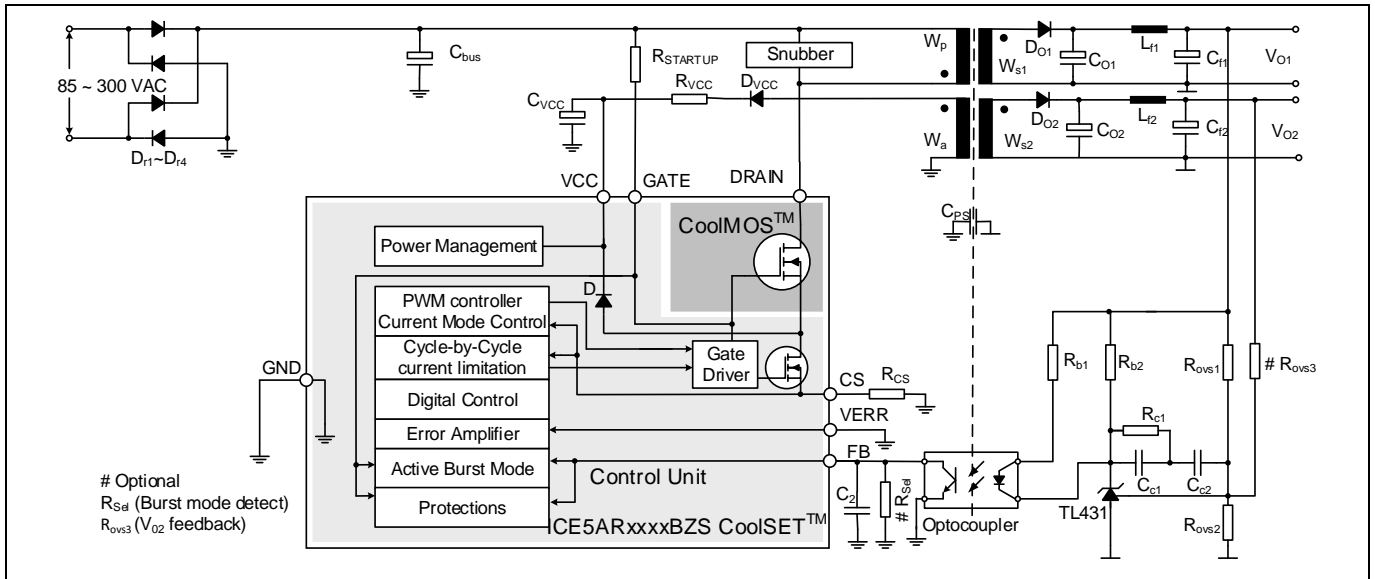 85 ~ 300 VAC
Dr1~Dr4
Cbus
RSTARTUP
Snubber
CVCC
RVCC
DVCC
Wp
Ws1
Wa
Ws2
DO1
CO1
Lf1
Cf1
VO1
DO2
CO2
Lf2
Cf2
VO2
VCC
GATE
DRAIN
CPS
CoolMOS™
Power Management
D
PWM controller
Current Mode Control
Cycle-by-Cycle
current limitation
Digital Control
Error Amplifier
Active Burst Mode
Protections
Gate
Driver
GND
CS
RCS
VERR
FB
Control Unit
ICE5ARxxxxBZS CoolSET™
C2
# RSel
Optocoupler
Rb1
Rb2
Rovs1
# Rovs3
Rc1
Cc1
Cc2
TL431
Rovs2
# Optional
RSel (Burst mode detect)
Rovs3 (V02 feedback)